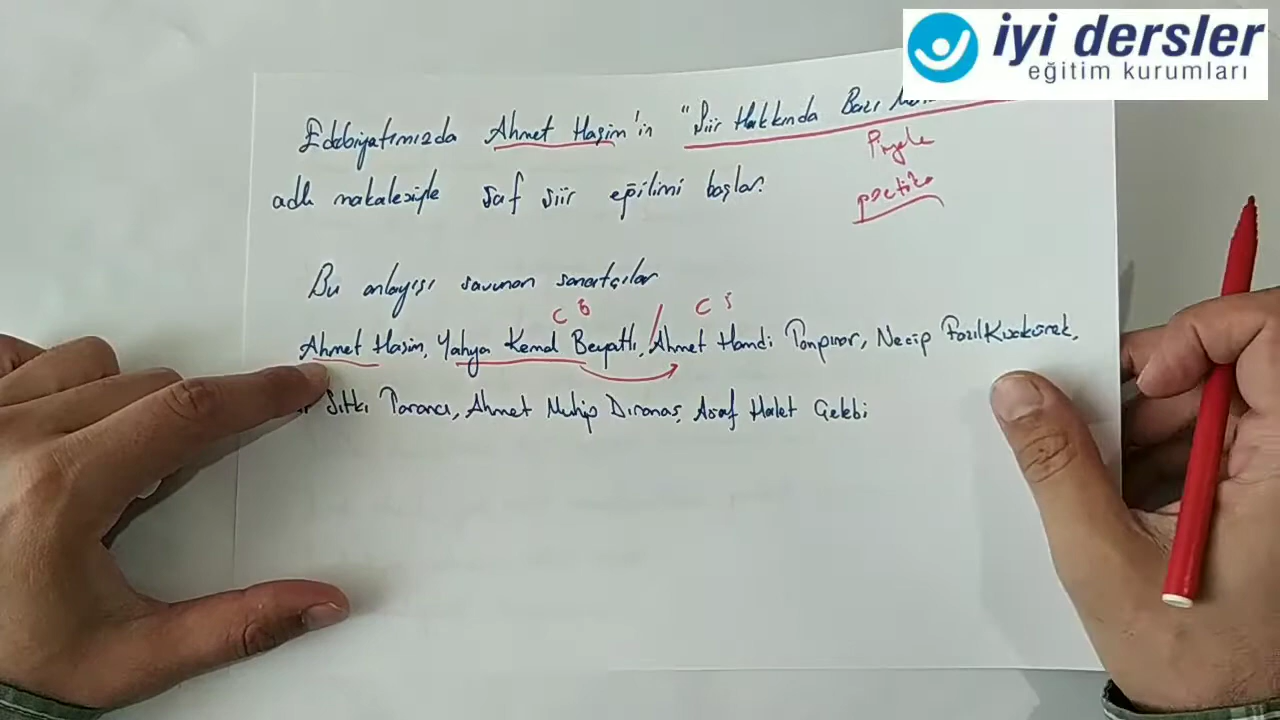 iyi dersler
eğitim kurumları
Edebiyatımızda Ahmet Haşim'in "Şiir Hakkında Bazı
Piyale
adlı makalesiyle saf şiir eğilimi başlar.
poetika
Bu anlayışı savunan sanatçılar
C Ö C S
Ahmet Haşim, Yahya Kemal Beyatlı, Ahmet Hamdi Tanpınar, Necip Fazıl Kısakürek,
Sıtkı Tarancı, Ahmet Muhip Dıranas, Asaf Halet Çelebi